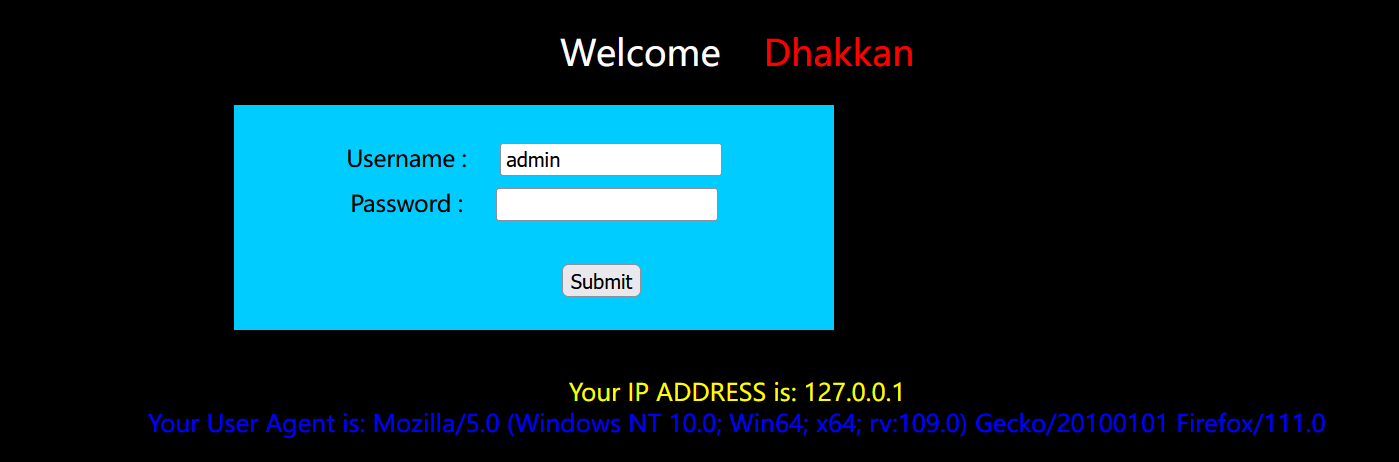 Welcome Dhakkan
Username : admin
Password :
Submit
Your IP ADDRESS is: 127.0.0.1
Your User Agent is: Mozilla/5.0 (Windows NT 10.0; Win64; x64; rv:109.0) Gecko/20100101 Firefox/111.0